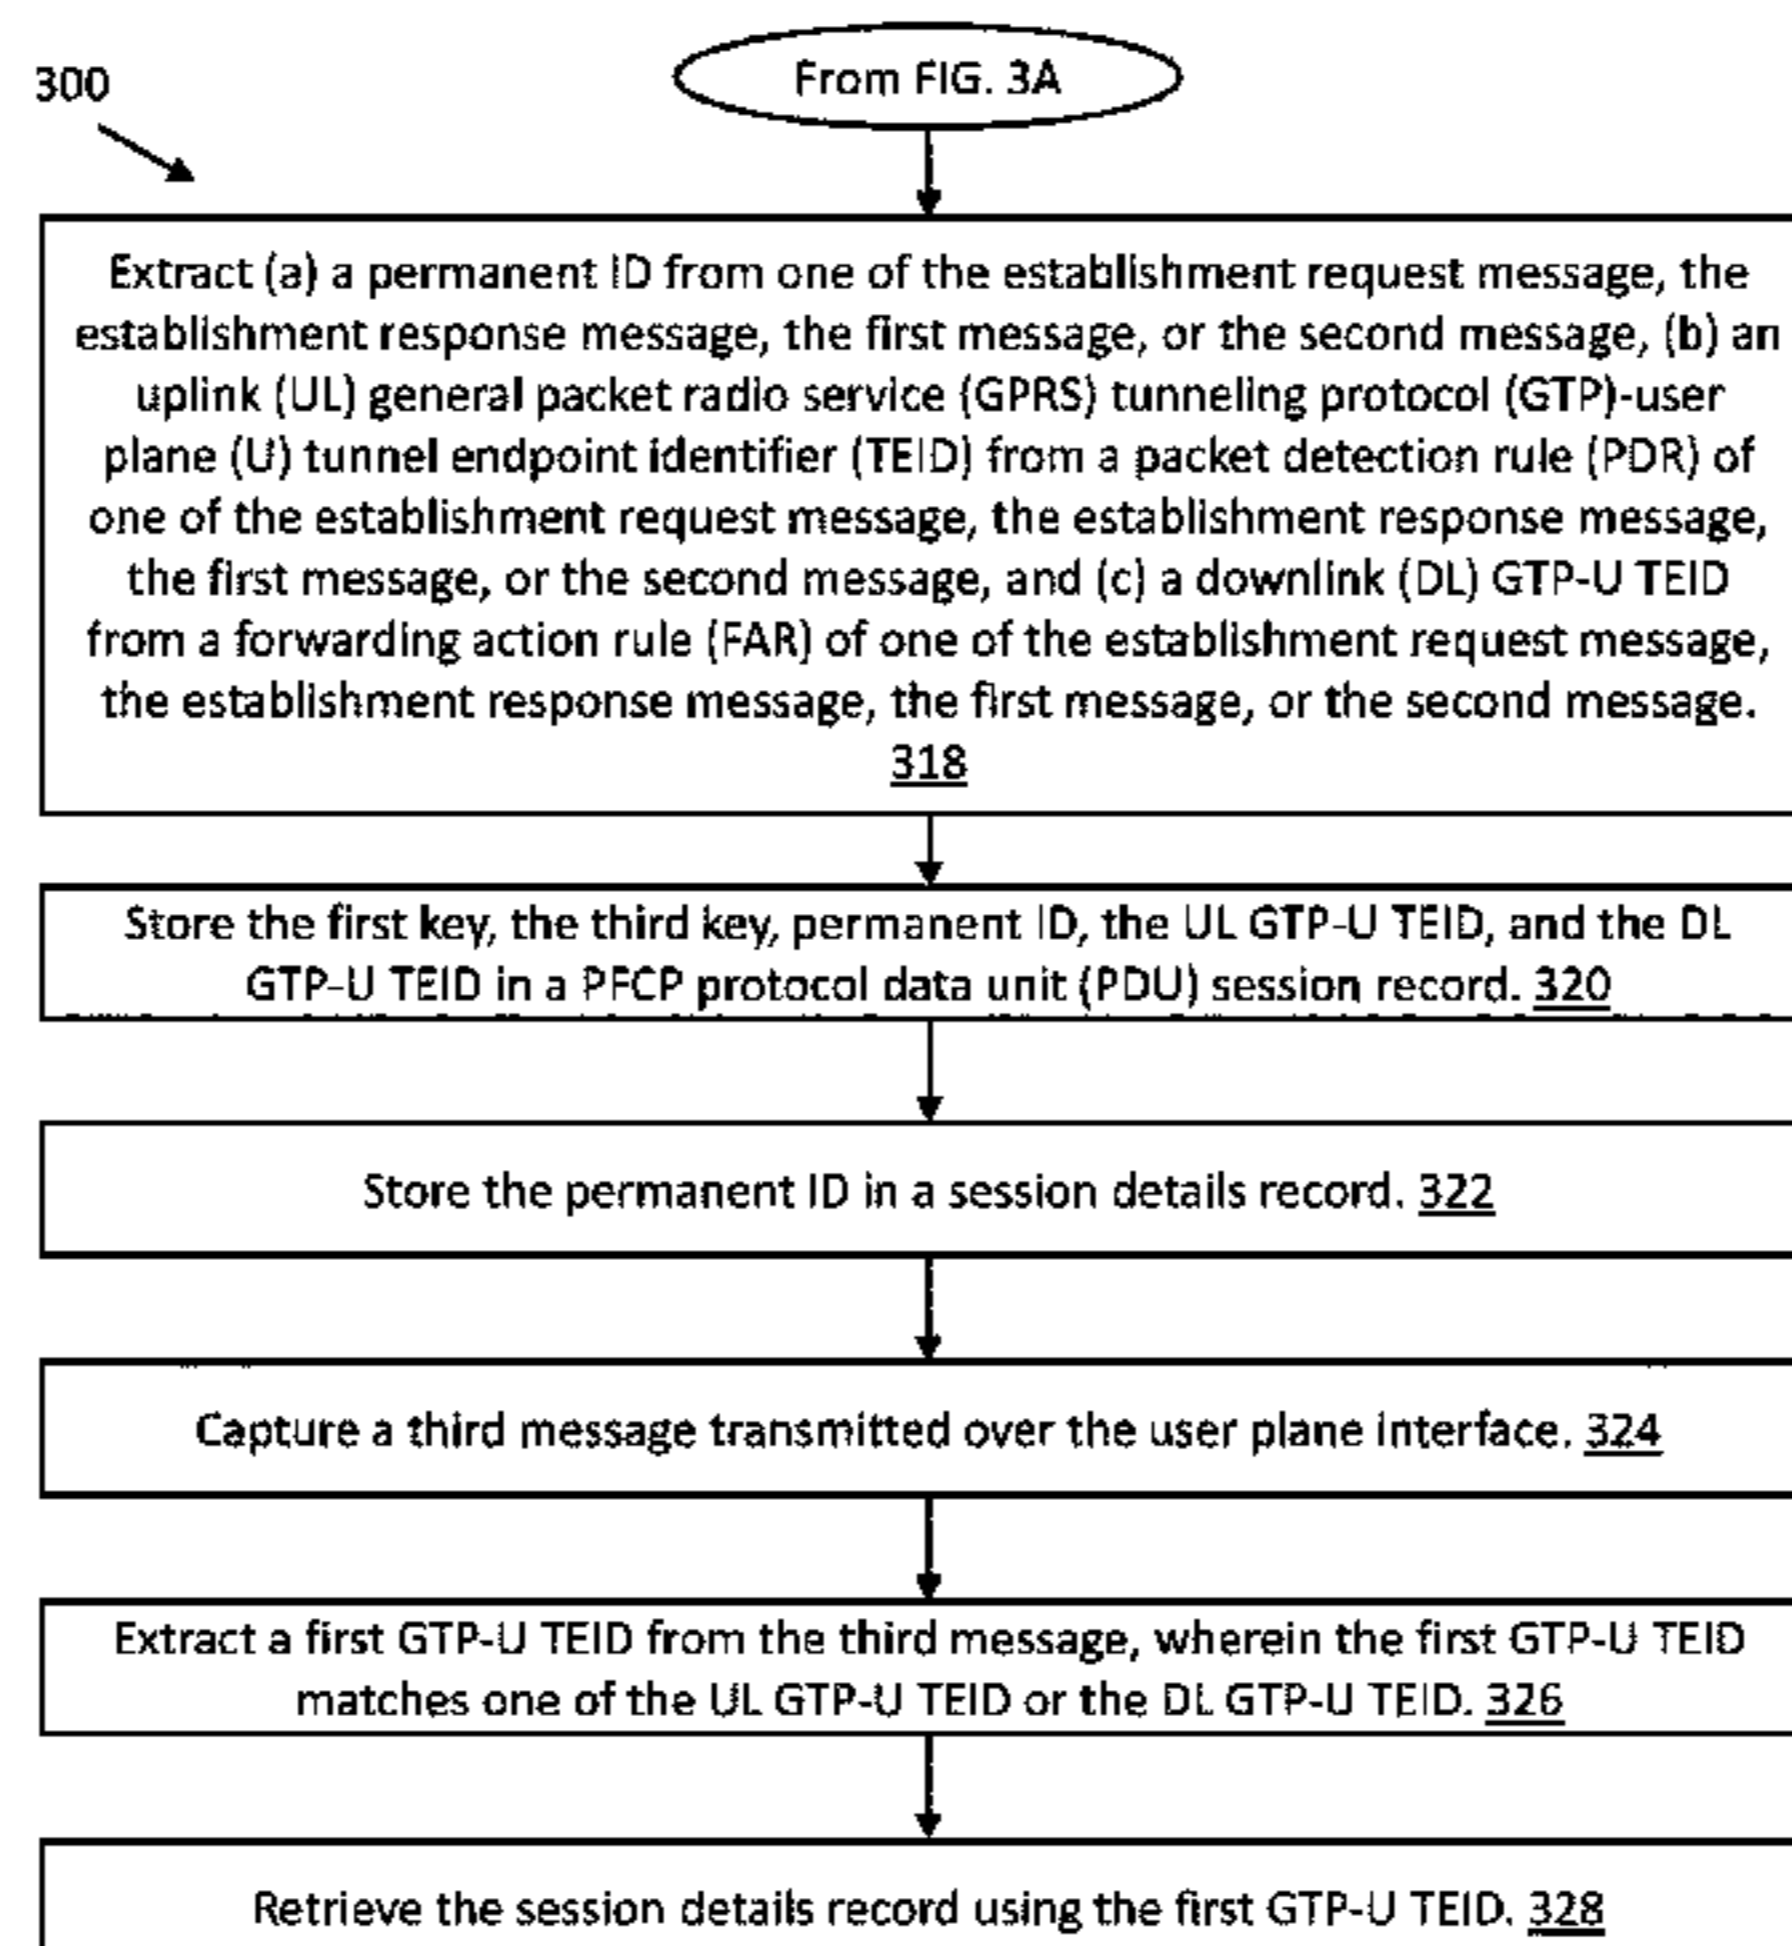 300
From FIG. 3A
Extract (a) a permanent ID from one of the establishment request message, the
establishment response message, the first message, or the second message, (b) an
uplink (UL) general packet radio service (GPRS) tunneling protocol (GTP)-user
plane (U) tunnel endpoint identifier (TEID) from a packet detection rule (PDR) of
one of the establishment request message, the establishment response message,
the first message, or the second message, and (c) a downlink (DL) GTP-U TEID
from a forwarding action rule (FAR) of one of the establishment request message,
the establishment response message, the first message, or the second message.
318
Store the first key, the third key, permanent ID, the UL GTP-U TEID, and the DL
GTP-U TEID in a PFCP protocol data unit (PDU) session record. 320
Store the permanent ID in a session details record. 322
Capture a third message transmitted over the user plane interface. 324
Extract a first GTP-U TEID from the third message, wherein the first GTP-U TEID
matches one of the UL GTP-U TEID or the DL GTP-U TEID. 326
Retrieve the session details record using the first GTP-U TEID. 328